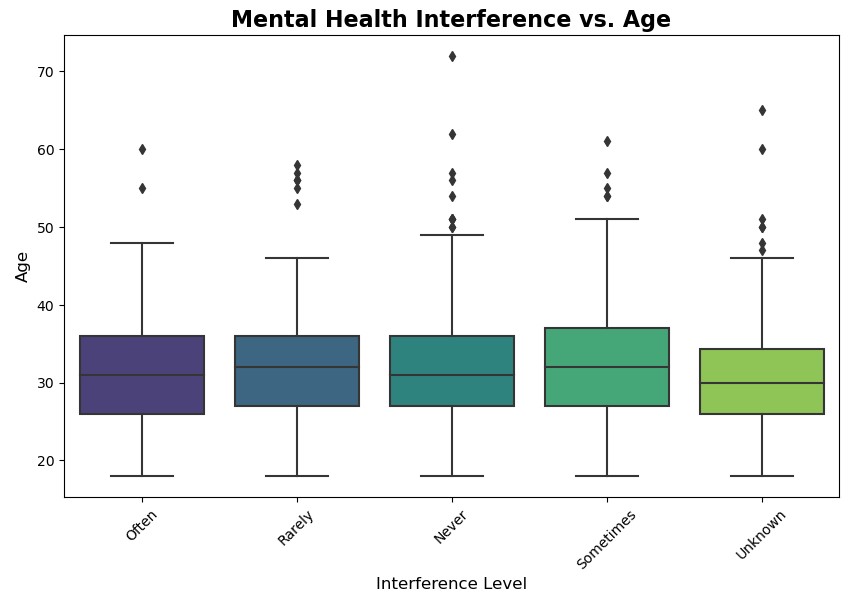 Mental Health Interference vs. Age
70
60
50
40
30
20
Age
Often
Rarely
Never
Sometimes
Unknown
Interference Level